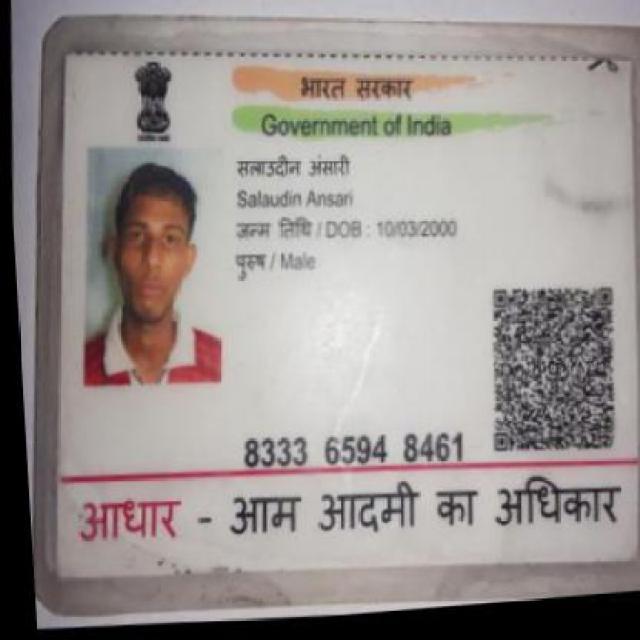 भारत सरकार
Government of India
सलाउदीन अंसारी
Salaudin Ansari
जन्म तिथि / DOB : 10/03/2000
पुरुष / Male
8333 6594 8461
आधार - आम आदमी का अधिकार